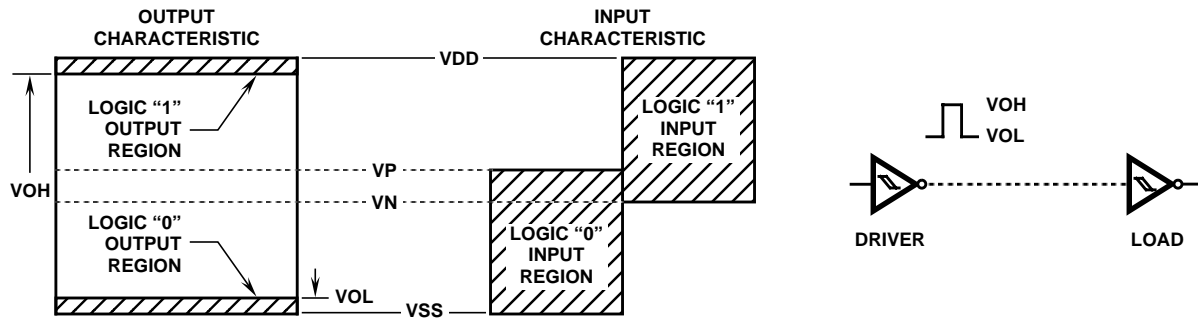 OUTPUT
CHARACTERISTIC
INPUT
CHARACTERISTIC
VDD
LOGIC “1”
OUTPUT
REGION
LOGIC “1”
INPUT
REGION
VOH
VOL
VP
VOH
VN
LOGIC “0”
OUTPUT
REGION
LOGIC “0”
INPUT
REGION
DRIVER
LOAD
VOL
VSS